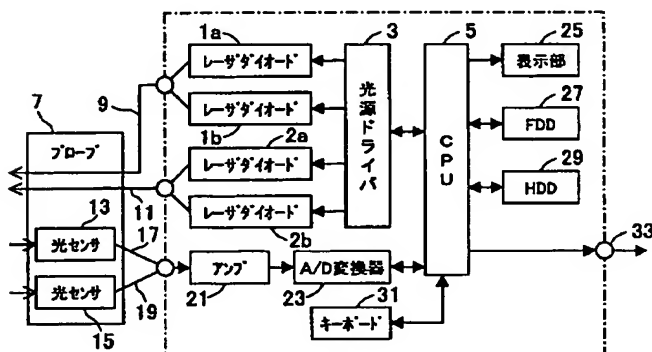 1a
3
5
25
レーザダイオード
表示部
9
7
1b
27
レーザダイオード
光源ドライバ
CPU
FDD
プローブ
2a
レーザダイオード
29
HDD
11
レーザダイオード
13
2b
33
17
光センサ
アンプ
A/D変換器
21
23
31
光センサ
19
キーボード
15